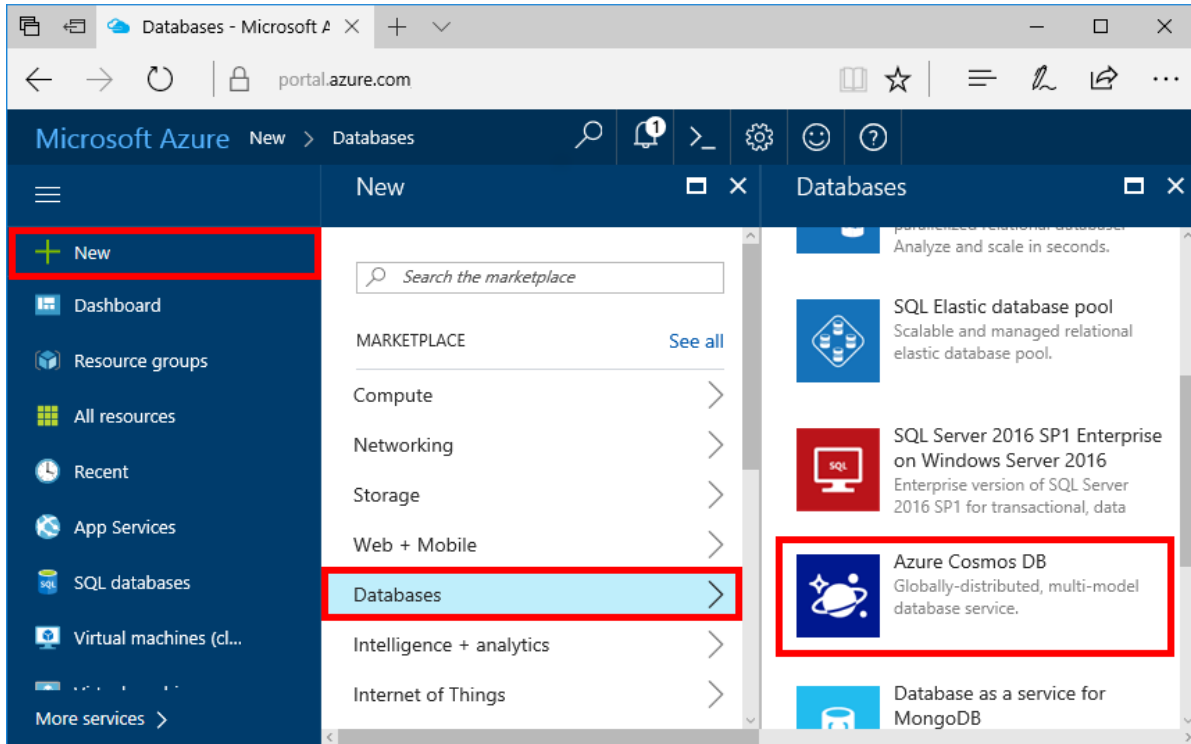 Databases - Microsoft A
portal.azure.com
Microsoft Azure New > Databases
1
New
Dashboard
Resource groups
All resources
Recent
App Services
SQL
SQL databases
Virtual machines (cl...
More services >
New
Search the marketplace
MARKETPLACE
See all
Compute
Networking
Storage
Web + Mobile
Databases
Intelligence + analytics
Internet of Things
Databases
Analyze and scale in seconds.
SQL Elastic database pool
Scalable and managed relational
elastic database pool.
SQL
SQL Server 2016 SP1 Enterprise
on Windows Server 2016
Enterprise version of SQL Server
2016 SP1 for transactional, data
Azure Cosmos DB
Globally-distributed, multi-model
database service.
Database as a service for
MongoDB